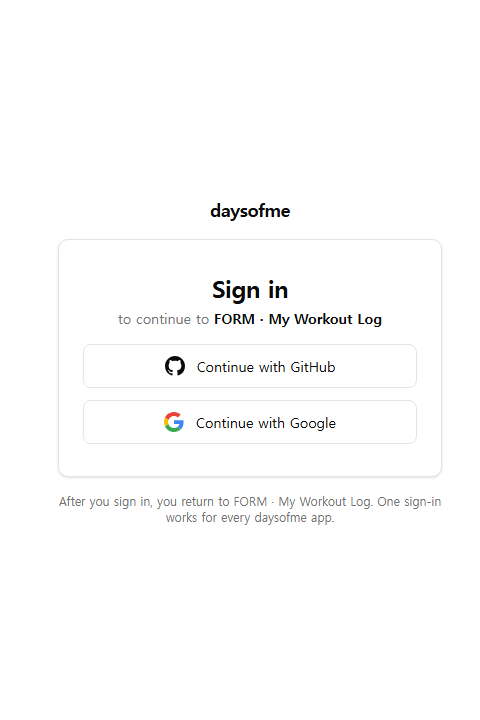 daysofme
Sign in
to continue to FORM · My Workout Log
Continue with GitHub
Continue with Google
After you sign in, you return to FORM · My Workout Log. One sign-in
works for every daysofme app.